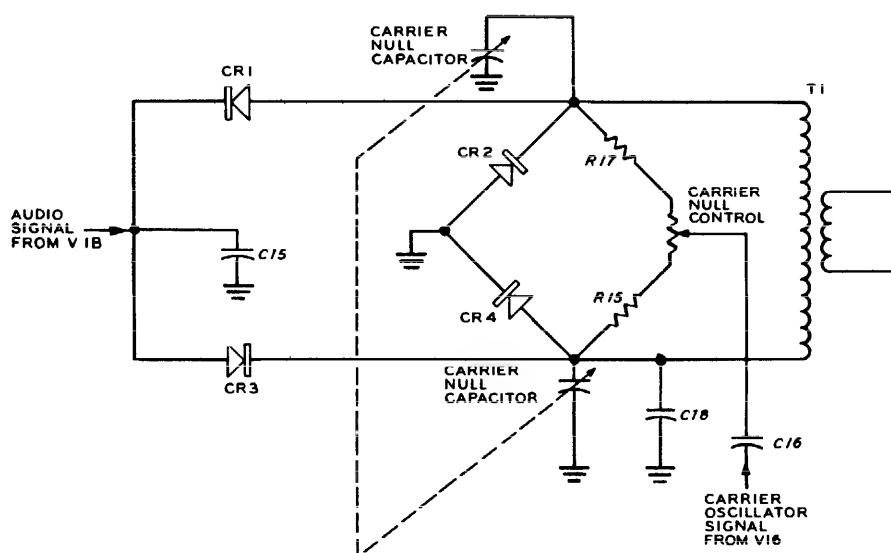 CARRIER
NULL
CAPACITOR
CR1
T1
CR2
R17
CARRIER
NULL
CONTROL
AUDIO
SIGNAL
FROM V1B
C15
CR4
R15
CR3
CARRIER
NULL
CAPACITOR
C18
C16
CARRIER
OSCILLATOR
SIGNAL
FROM V16